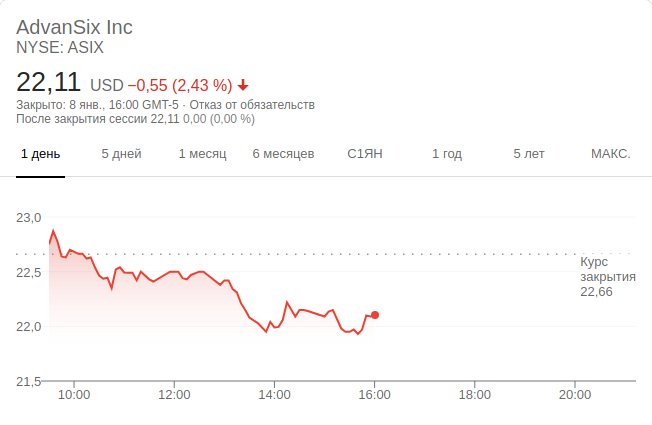 AdvanSix Inc
NYSE: ASIX
22,11 USD −0,55 (2,43 %)
Закрыто: 8 янв., 16:00 GMT-5 · Отказ от обязательств
После закрытия сессии 22,11 0,00 (0,00 %)
1 день 5 дней 1 месяц 6 месяцев С1ЯН 1 год 5 лет МАКС.
23,0
22,5
22,0
21,5
Курс
закрытия
22,66
10:00 12:00 14:00 16:00 18:00 20:00